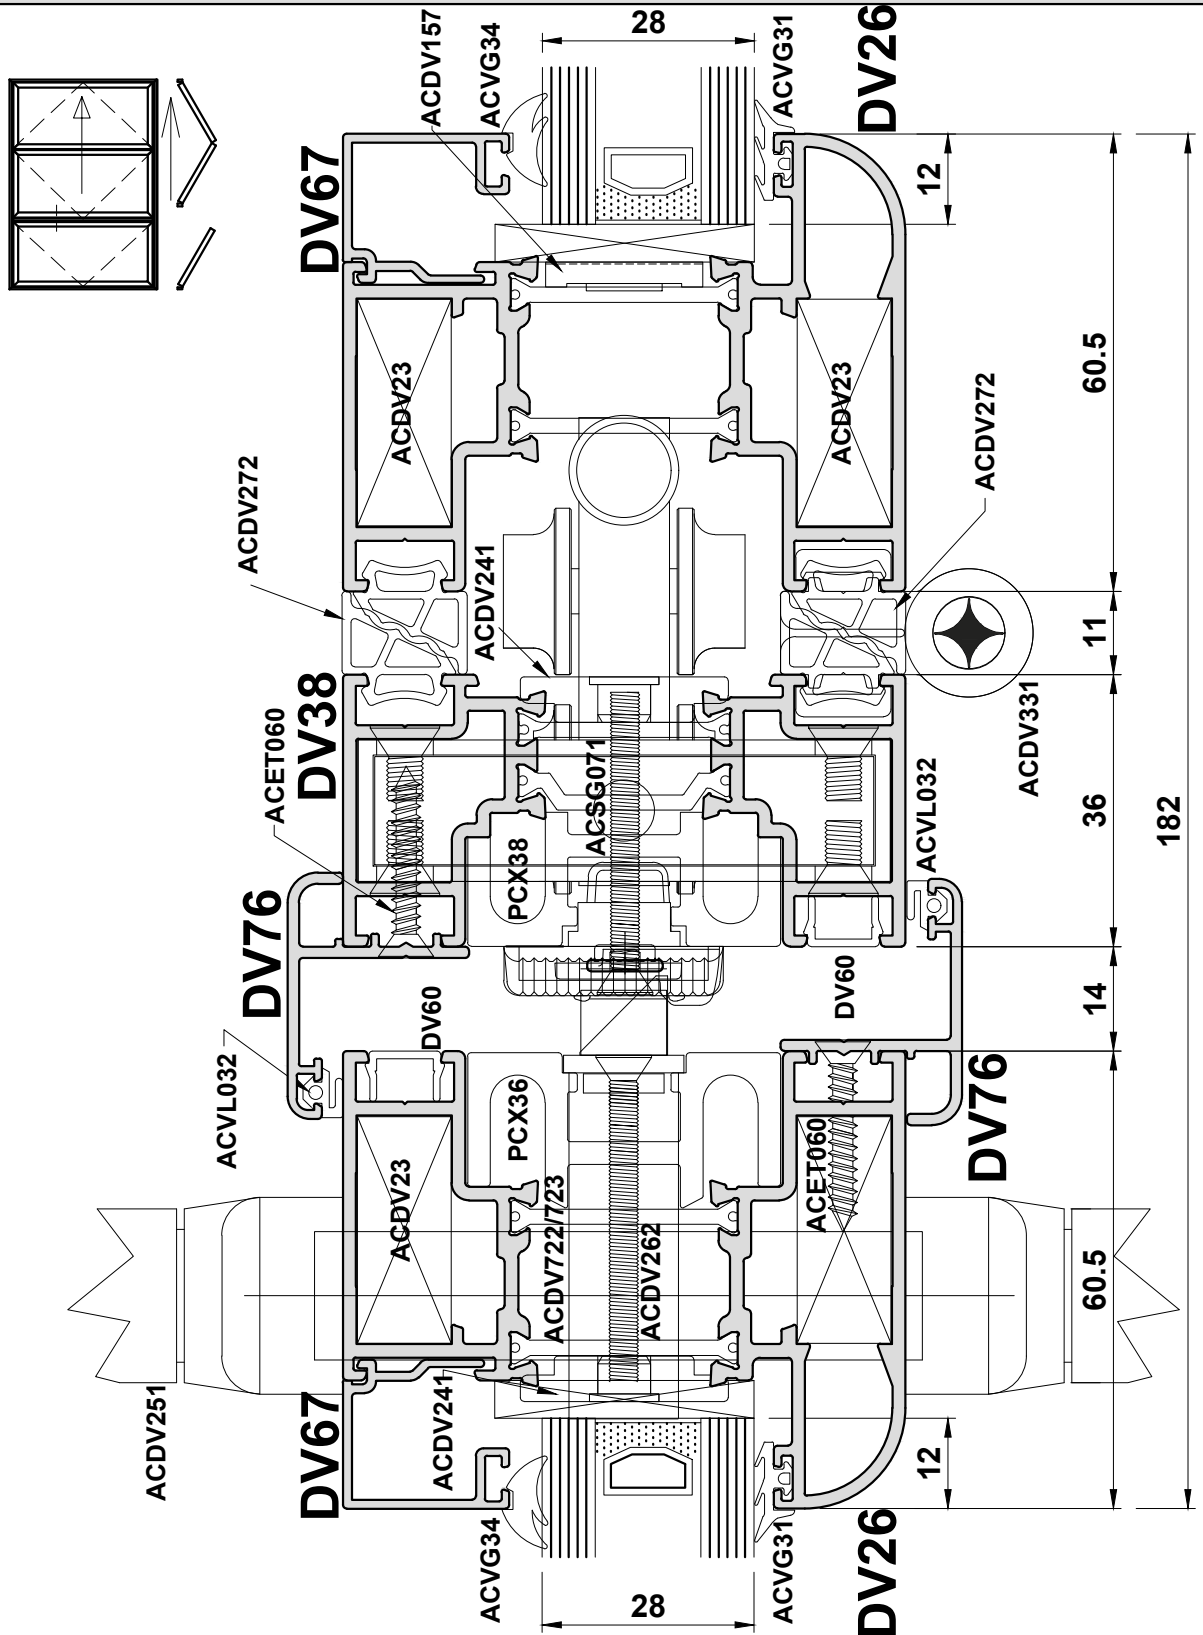 28
ACDV157
ACVG34
ACVG31
DV26
DV67
12
ACDV23
ACDV23
60.5
ACDV272
ACDV272
ACDV241
11
DV38
ACET060
ACSG071
ACDV331
ACVL032
36
182
PCX38
DV76
DV60
DV60
14
ACVL032
PCX36
DV76
ACDV23
ACDV722/723
ACDV262
ACET060
60.5
ACDV251
DV67
ACDV241
12
ACVG34
ACVG31
DV26
28